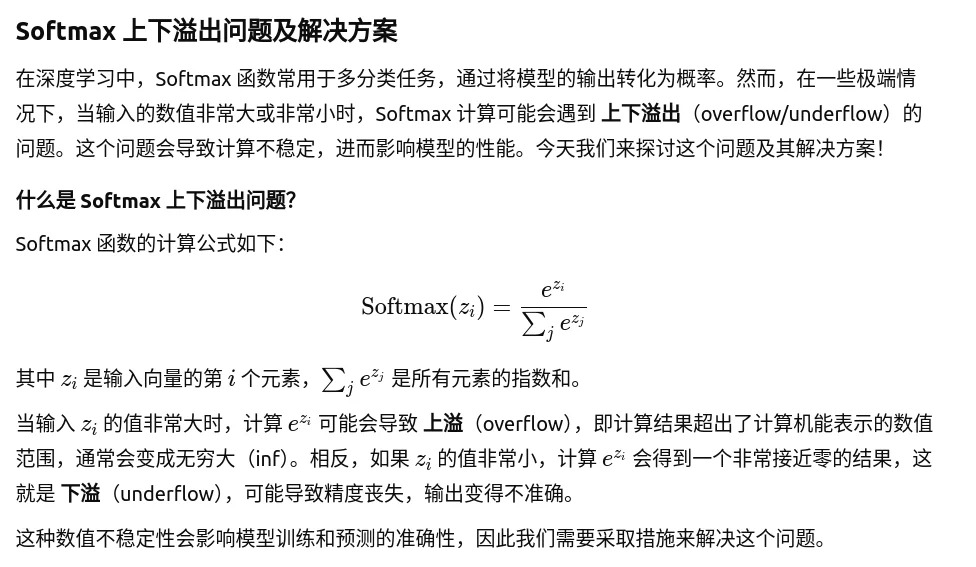 Softmax 上下溢出问题及解决方案
在深度学习中，Softmax 函数常用于多分类任务，通过将模型的输出转化为概率。然而，在一些极端情
况下，当输入的数值非常大或非常小时，Softmax 计算可能会遇到 上下溢出（overflow/underflow）的
问题。这个问题会导致计算不稳定，进而影响模型的性能。今天我们来探讨这个问题及其解决方案！
什么是 Softmax 上下溢出问题？
Softmax 函数的计算公式如下：
$$\text{Softmax}(z_i) = \frac{e^{z_i}}{\sum_j e^{z_j}}$$
其中 $z_i$ 是输入向量的第 $i$ 个元素，$\sum_j e^{z_j}$ 是所有元素的指数和。
当输入 $z_i$ 的值非常大时，计算 $e^{z_i}$ 可能会导致 上溢（overflow），即计算结果超出了计算机能表示的数值
范围，通常会变成无穷大（inf）。相反，如果 $z_i$ 的值非常小，计算 $e^{z_i}$ 会得到一个非常接近零的结果，这
就是 下溢（underflow），可能导致精度丧失，输出变得不准确。
这种数值不稳定性会影响模型训练和预测的准确性，因此我们需要采取措施来解决这个问题。